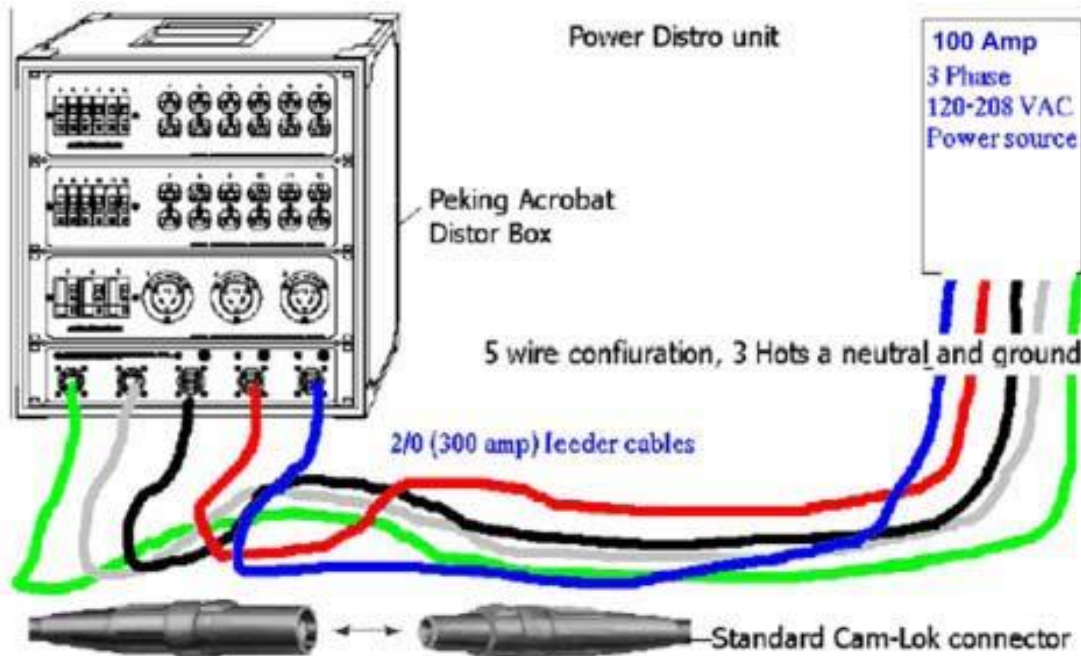 Power Distro unit
100 Amp
3 Phase
120-208 VAC
Power source
Peking Acrobat
Distor Box
5 wire confiuration, 3 Hots a neutral and ground
2/0 (300 amp) feeder cables
Standard Cam-Lok connector